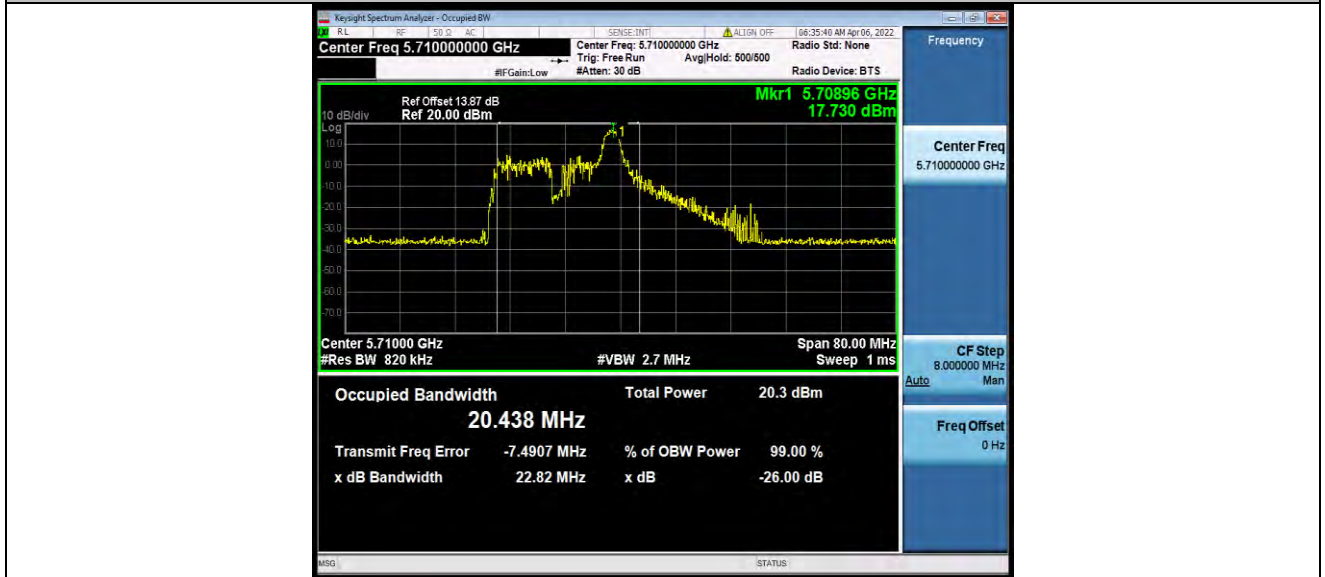 Keysight Spectrum Analyzer - Occupied BW
RL RF 50 Ω AC SENSE:INT ALIGN OFF 06:35:40 AM Apr 06, 2022
Center Freq 5.710000000 GHz
Center Freq: 5.710000000 GHz Radio Std: None
Trig: Free Run Avg|Hold: 500/500
#IFGain:Low #Atten: 30 dB Radio Device: BTS
Frequency
Mkr1 5.70896 GHz
17.730 dBm
Ref Offset 13.87 dB
10 dB/div Ref 20.00 dBm
Log
1
10.0
0.00
-10.0
-20.0
-30.0
-40.0
-50.0
-60.0
-70.0
Center Freq
5.710000000 GHz
Center 5.71000 GHz Span 80.00 MHz
#Res BW 820 kHz #VBW 2.7 MHz Sweep 1 ms
CF Step
8.000000 MHz
Auto Man
Occupied Bandwidth Total Power 20.3 dBm
20.438 MHz
Transmit Freq Error -7.4907 MHz % of OBW Power 99.00 %
x dB Bandwidth 22.82 MHz x dB -26.00 dB
Freq Offset
0 Hz
MSG STATUS